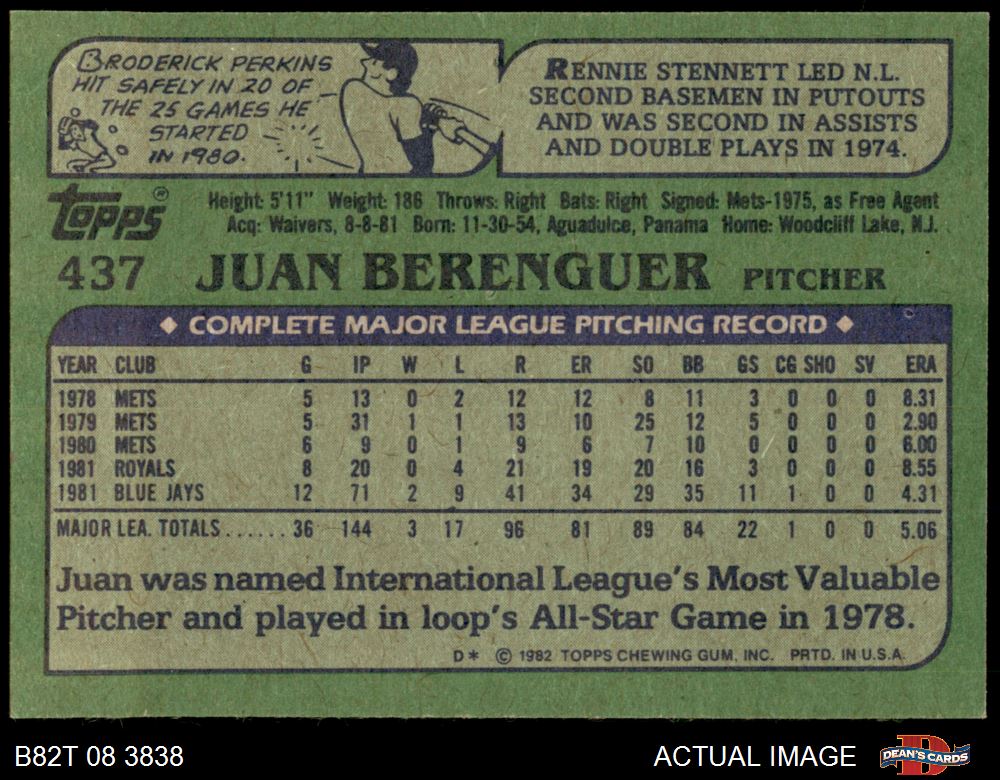 BRODERICK PERKINS
HIT SAFELY IN 20 OF
THE 25 GAMES HE
STARTED
IN 1980.
RENNIE STENNETT LED N.L.
SECOND BASEMEN IN PUTOUTS
AND WAS SECOND IN ASSISTS
AND DOUBLE PLAYS IN 1974.
Topps®
Height: 5'11" Weight: 186 Throws: Right Bats: Right Signed: Mets-1975, as Free Agent
Acq: Waivers, 8-8-81 Born: 11-30-54, Aguadulce, Panama Home: Woodcliff Lake, N.J.
437 JUAN BERENGUER PITCHER
◆ COMPLETE MAJOR LEAGUE PITCHING RECORD ◆
YEAR CLUB G IP W L R ER SO BB GS CG SHO SV ERA
1978 METS 5 13 0 2 12 12 8 11 3 0 0 0 8.31
1979 METS 5 31 1 1 13 10 25 12 5 0 0 0 2.90
1980 METS 6 9 0 1 9 6 7 10 0 0 0 0 6.00
1981 ROYALS 8 20 0 4 21 19 20 16 3 0 0 0 8.55
1981 BLUE JAYS 12 71 2 9 41 34 29 35 11 1 0 0 4.31
MAJOR LEA. TOTALS...... 36 144 3 17 96 81 89 84 22 1 0 0 5.06
Juan was named International League's Most Valuable
Pitcher and played in loop's All-Star Game in 1978.
D* © 1982 TOPPS CHEWING GUM, INC. PRTD. IN U.S.A.
B82T 08 3838
ACTUAL IMAGE
D
DEAN'S CARDS